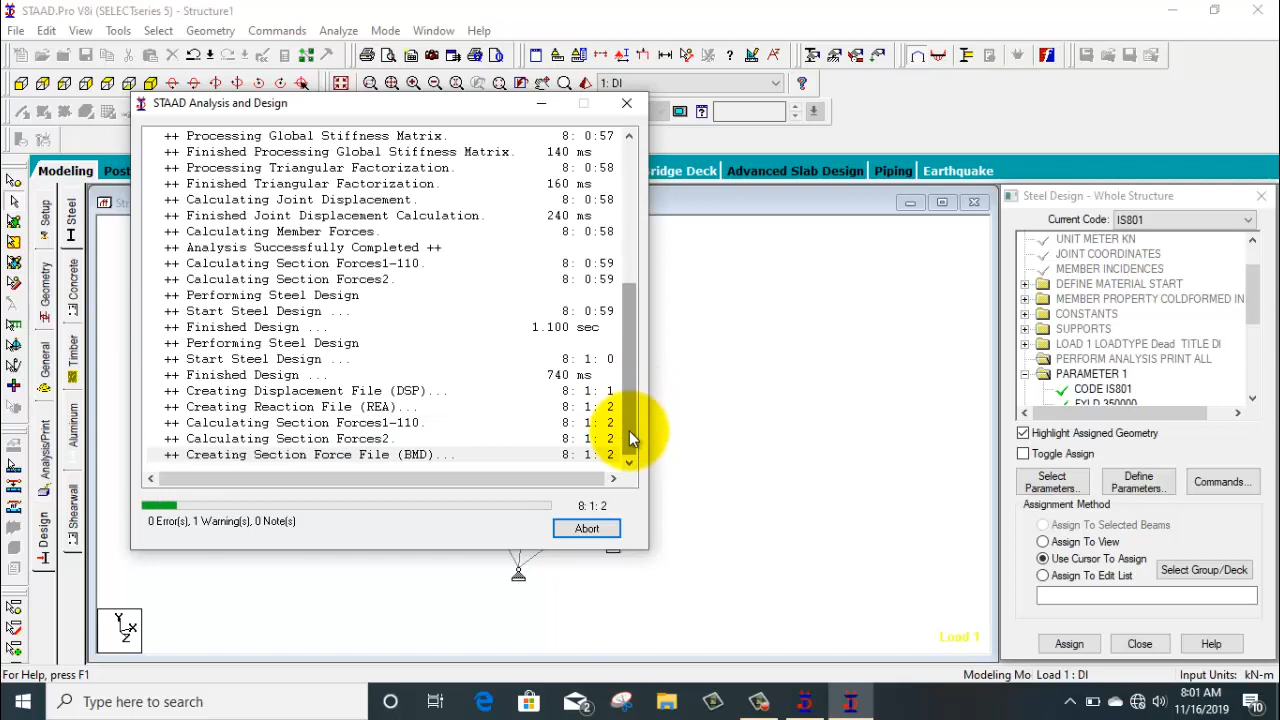 STAAD.Pro V8i (SELECTseries 5) - Structure1
File Edit View Tools Select Geometry Commands Analyze Mode Window Help
1: Dl
STAAD Analysis and Design
++ Processing Global Stiffness Matrix. 8: 0:57
++ Finished Processing Global Stiffness Matrix. 140 ms
++ Processing Triangular Factorization. 8: 0:58
++ Finished Triangular Factorization. 160 ms
++ Calculating Joint Displacement. 8: 0:58
++ Finished Joint Displacement Calculation. 240 ms
++ Calculating Member Forces. 8: 0:58
++ Analysis Successfully Completed ++
++ Calculating Section Forces1-110. 8: 0:59
++ Calculating Section Forces2. 8: 0:59
++ Performing Steel Design
++ Start Steel Design ... 8: 0:59
++ Finished Design ... 1.100 sec
++ Performing Steel Design
++ Start Steel Design ... 8: 1: 0
++ Finished Design ... 740 ms
++ Creating Displacement File (DSP)... 8: 1: 1
++ Creating Reaction File (REA)... 8: 1: 2
++ Calculating Section Forces1-110. 8: 1: 2
++ Calculating Section Forces2. 8: 1: 2
++ Creating Section Force File (BMD)... 8: 1: 2
8: 1: 2
0 Error(s), 1 Warning(s), 0 Note(s)
Abort
Modeling Post
ridge Deck Advanced Slab Design Piping Earthquake
Setup
Geometry
General
Analysis/Print
Design
Steel
Concrete
Timber
Aluminum
Shearwall
Y
X
Z
Load 1
Steel Design - Whole Structure
Current Code: IS801
UNIT METER KN
JOINT COORDINATES
MEMBER INCIDENCES
DEFINE MATERIAL START
MEMBER PROPERTY COLDFORMED IN
CONSTANTS
SUPPORTS
LOAD 1 LOADTYPE Dead TITLE Dl
PERFORM ANALYSIS PRINT ALL
PARAMETER 1
CODE IS801
FYLD 350000
Highlight Assigned Geometry
Toggle Assign
Select Parameters..
Define Parameters..
Commands...
Assignment Method
Assign To Selected Beams
Assign To View
Use Cursor To Assign
Assign To Edit List
Select Group/Deck
Assign Close Help
For Help, press F1
Modeling Mo Load 1 : Dl Input Units: kN-m
Type here to search
2
8:01 AM
11/16/2019
10